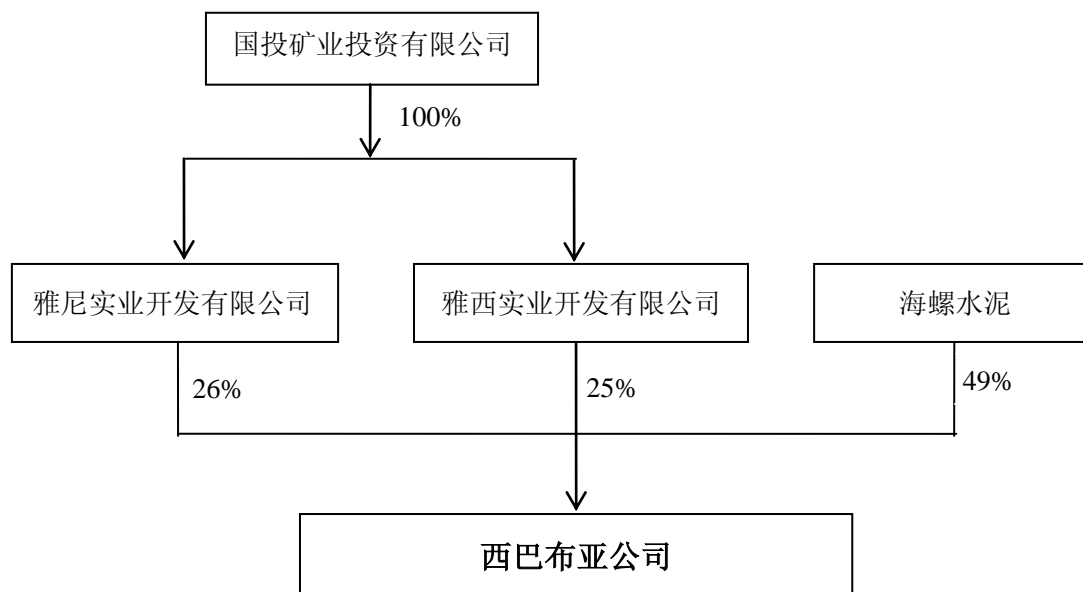 国投矿业投资有限公司
100%
雅尼实业开发有限公司
雅西实业开发有限公司
海螺水泥
26%
25%
49%
西巴布亚公司